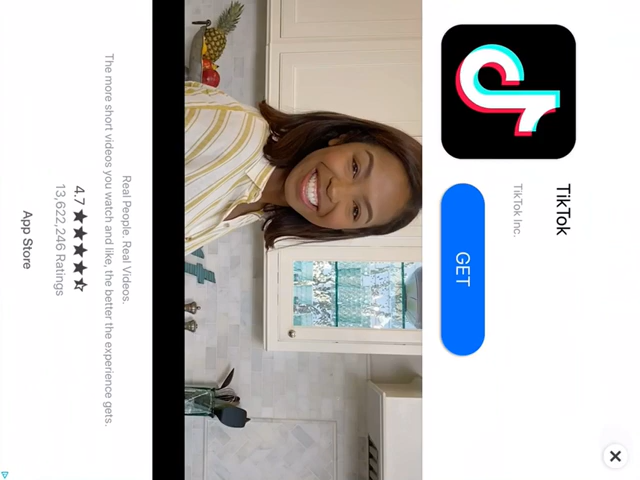 TikTok
TikTok Inc.
GET
Real People. Real Videos.
The more short videos you watch and like, the better the experience gets.
4.7
13,622,246 Ratings
App Store